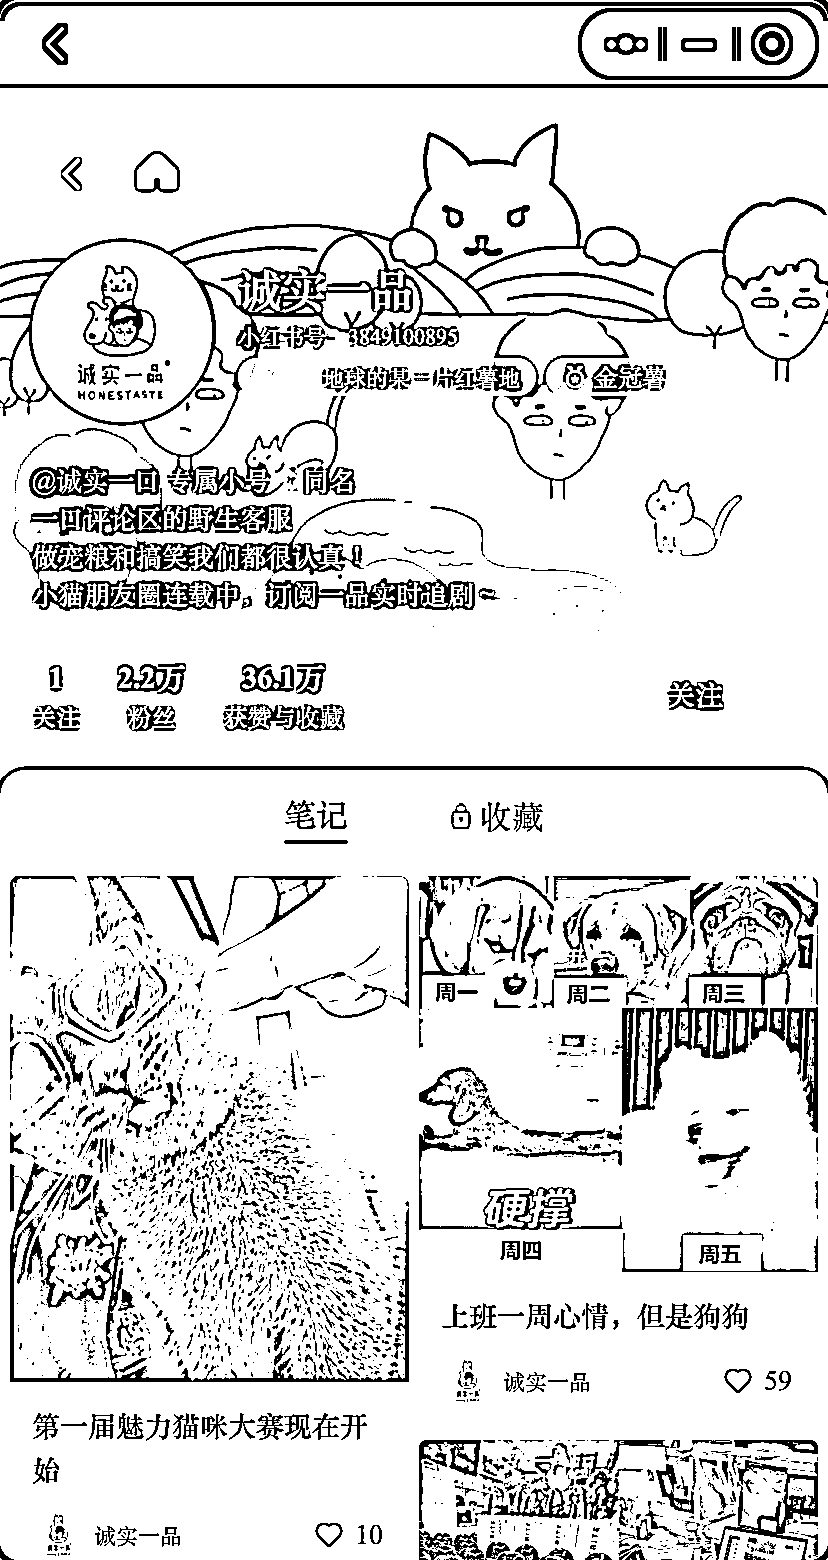 诚实一品
小红书号 3849100895
诚实一品
HONESTASTE
地球的某一片红薯地
金冠薯
@诚实一口 专属小号 同名
一口评论区的野生客服
做宠粮和搞笑我们都很认真！
小猫朋友圈连载中，订阅一品实时追剧~
1 2.2万 36.1万
关注 粉丝 获赞与收藏
关注
笔记 收藏
周一 周二 周三
硬撑
周四 周五
上班一周心情，但是狗狗
诚实一品 59
第一届魅力猫咪大赛现在开
始
诚实一品 10